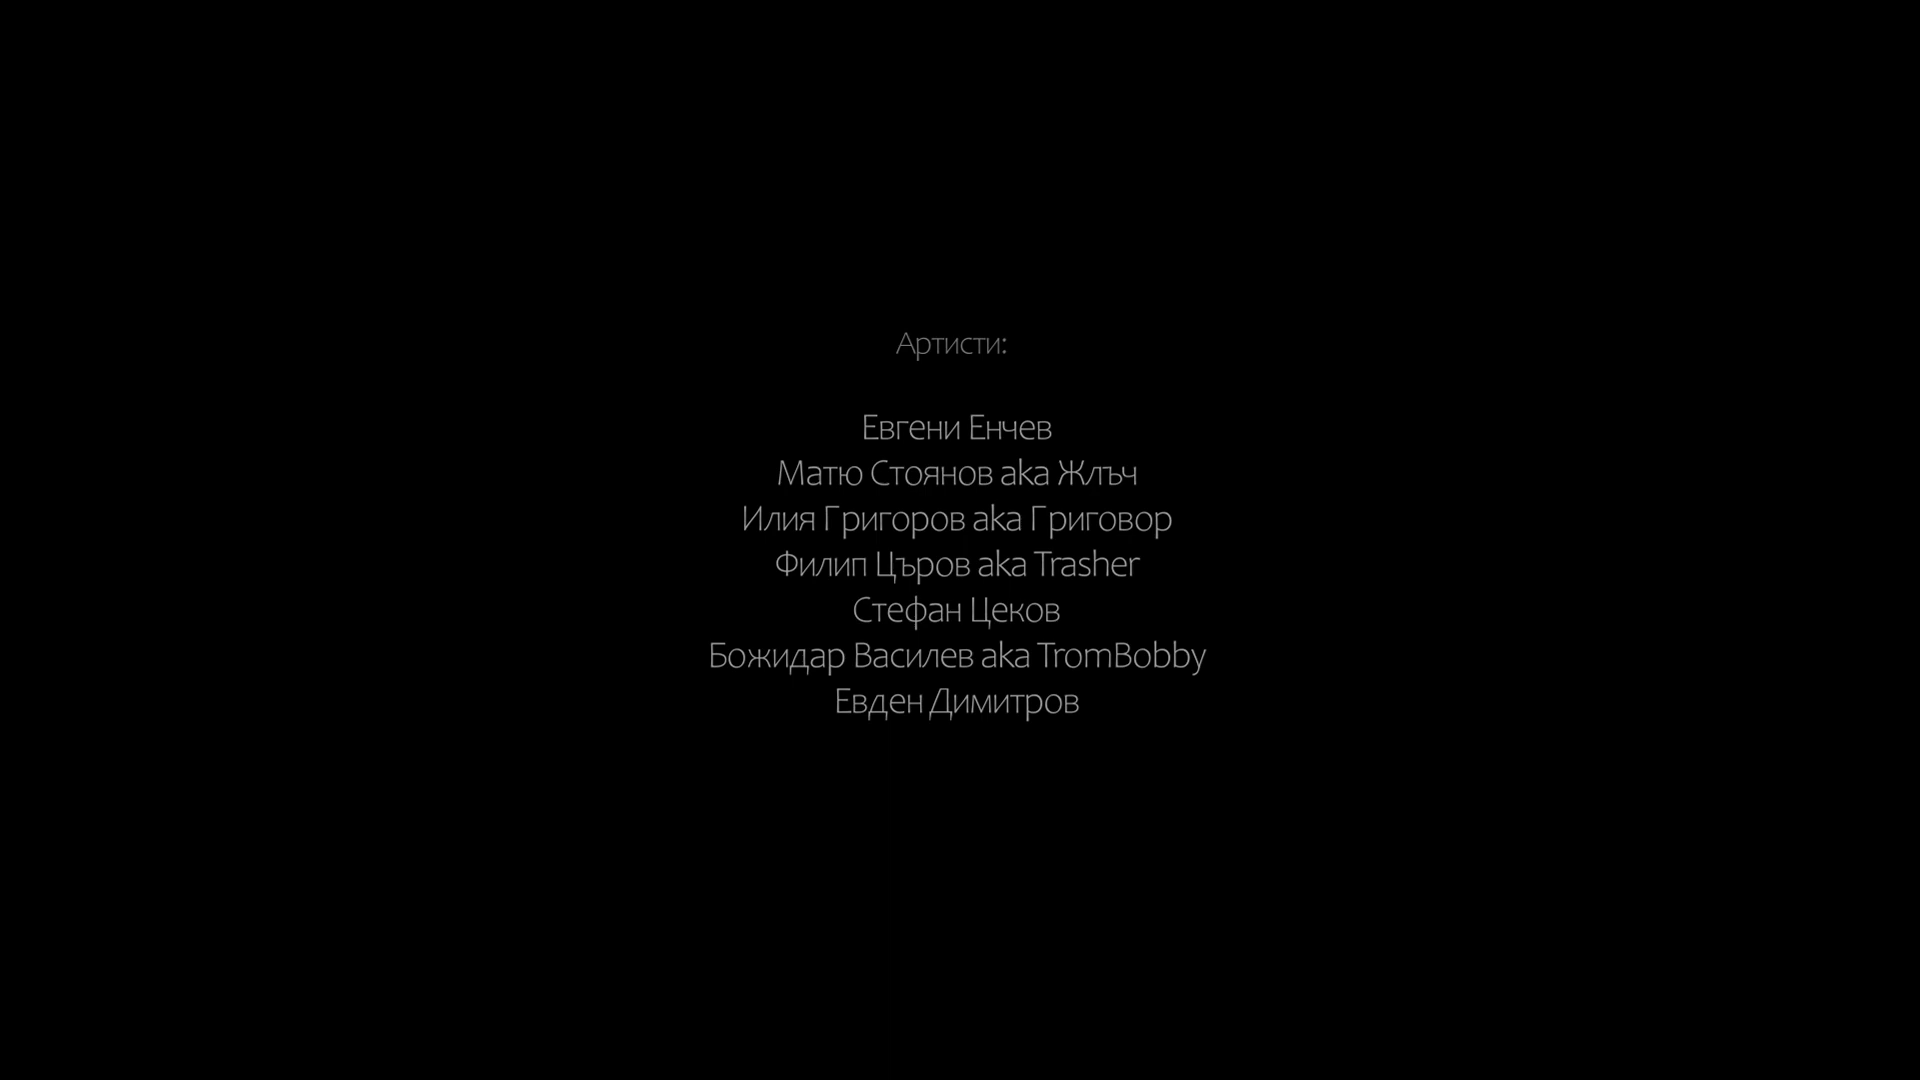 Артисти:
Евгени Енчев
Матю Стоянов aka Жлъч
Илия Григоров aka Григовор
Филип Църов aka Trasher
Стефан Цеков
Божидар Василев aka TromBobby
Евден Димитров